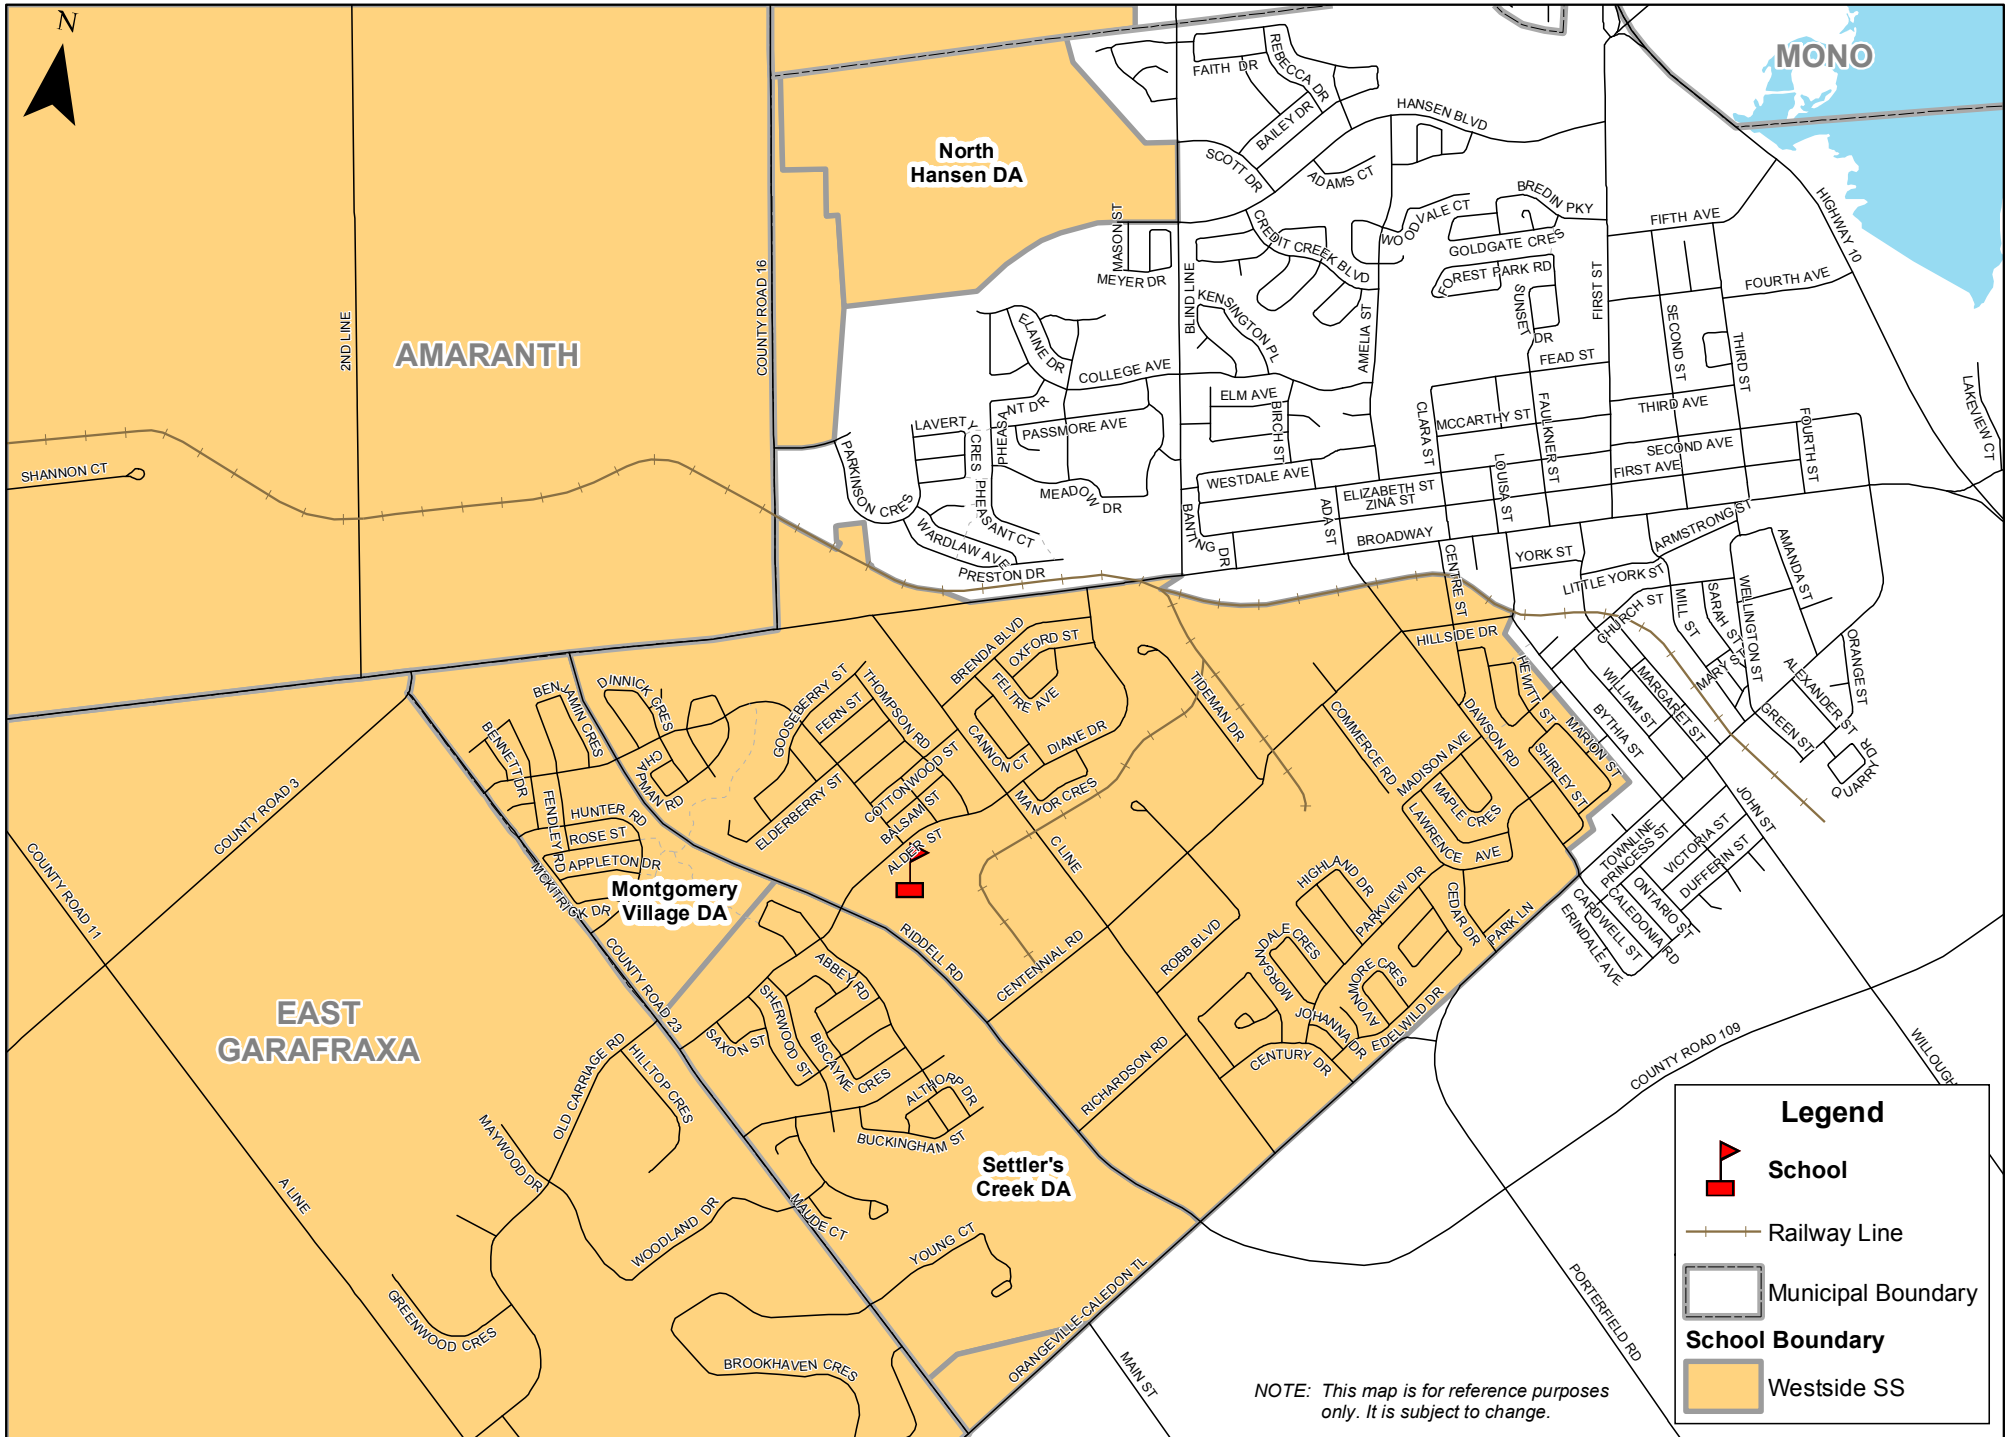 N
MONO
FAITH DR
REBECCA DR
BAILEY DR
HANSEN BLVD
SCOTT DR
ADAMS CT
North
Hansen DA
HIGHWAY 10
BREDIN PKY
WOODVALE CT
GOLDGATE CRES
FIFTH AVE
MASON ST
CREDIT CREEK BLVD
FOREST PARK RD
MEYER DR
FOURTH AVE
COUNTY ROAD 16
2ND LINE
AMARANTH
BLIND LINE
KENSINGTON PL
AMELIA ST
SUNSET DR
FIRST ST
SECOND ST
THIRD ST
ELAINE DR
COLLEGE AVE
FEAD ST
LAKEVIEW CT
ELM AVE
BIRCH ST
CLARA ST
MCCARTHY ST
FAULKNER ST
THIRD AVE
FOURTH ST
LAVERTY CRES
PHEASANT DR
PASSMORE AVE
SECOND AVE
FIRST AVE
SHANNON CT
PARKINSON CRES
PHEASANT CT
MEADOW DR
WESTDALE AVE
ELIZABETH ST
ZINA ST
LOUISA ST
ADA ST
BANTING DR
BROADWAY
ARMSTRONG ST
WARDLAW AVE
PRESTON DR
CENTRE ST
YORK ST
LITTLE YORK ST
AMANDA ST
WELLINGTON ST
SARAH ST
MILL ST
CHURCH ST
MARY ST
HILLSIDE DR
HEWITT ST
ORANGE ST
ALEXANDER ST
GREEN ST
QUARRY DR
MARGARET ST
WILLIAM ST
BYTHIA ST
BRENDA BLVD
OXFORD ST
FELTRE AVE
TIDEMAN DR
BENJAMIN CRES
DINNICK CRES
GOOSEBERRY ST
THOMPSON RD
FERN ST
CANNON CT
DIANE DR
COMMERCE RD
DAWSON RD
MARION ST
SHIRLEY ST
MADISON AVE
MAPLE CRES
LAWRENCE AVE
BENNETT DR
CHAPMAN RD
COTTONWOOD ST
MANOR CRES
ELDERBERRY ST
BALSAM ST
ALDER ST
COUNTY ROAD 3
FENDLEY RD
HUNTER RD
ROSE ST
APPLETON DR
MCKITRICK DR
Montgomery
Village DA
C LINE
JOHN ST
TOWNLINE
PRINCESS ST
VICTORIA ST
DUFFERIN ST
ONTARIO ST
CALEDONIA RD
CARDWELL ST
ERINDALE AVE
COUNTY ROAD 11
HIGHLAND DR
PARKVIEW DR
CEDAR DR
PARK LN
COUNTY ROAD 23
RIDDELL RD
CENTENNIAL RD
ROBB BLVD
MORGANDALE CRES
AVONMORE CRES
ABBEY RD
SHERWOOD ST
SAXON ST
BISCAYNE CRES
JOHANNA DR
EDELWILD DR
CENTURY DR
EAST
GARAFRAXA
OLD CARRIAGE RD
HILLTOP CRES
ALTHORP DR
BUCKINGHAM ST
RICHARDSON RD
COUNTY ROAD 109
WILLOUGH
MAYWOOD DR
A LINE
Settler's
Creek DA
WOODLAND DR
MAUDE CT
YOUNG CT
GREENWOOD CRES
BROOKHAVEN CRES
ORANGEVILLE-CALEDON TL
MAIN ST
PORTERFIELD RD
NOTE: This map is for reference purposes
only. It is subject to change.
Legend
School
Railway Line
Municipal Boundary
School Boundary
Westside SS